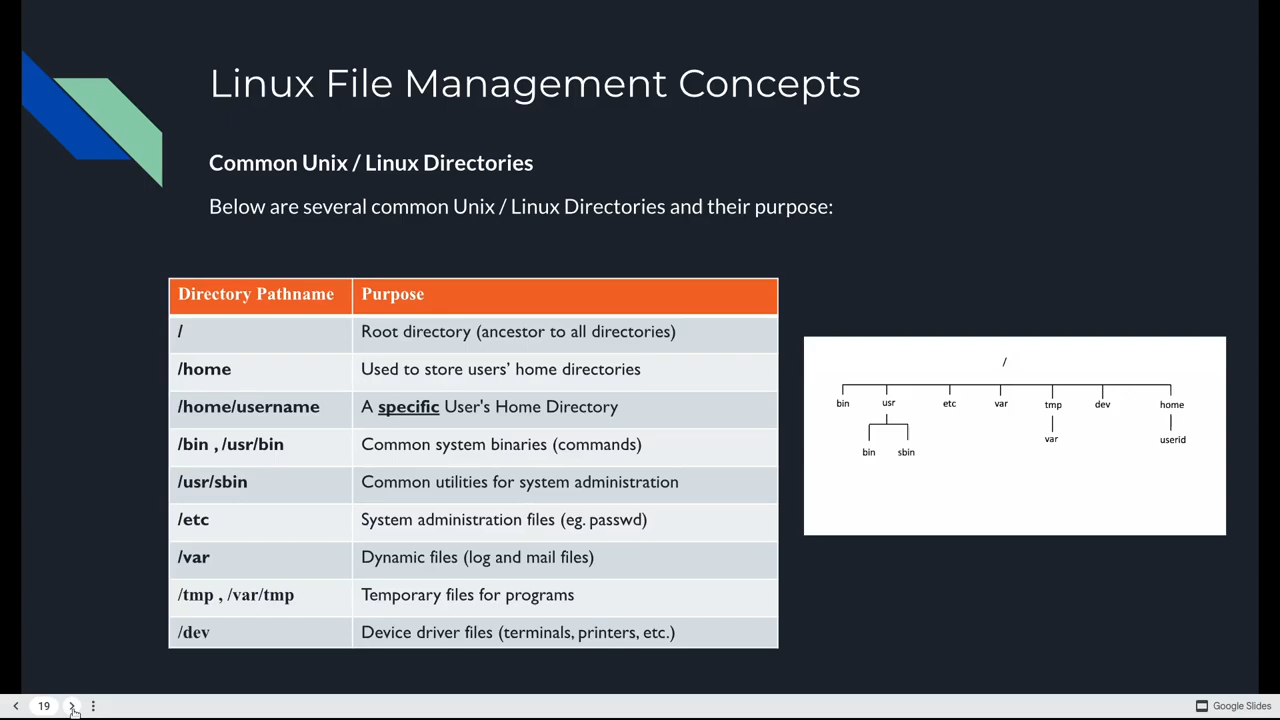 Linux File Management Concepts
Common Unix / Linux Directories
Below are several common Unix / Linux Directories and their purpose:
Directory Pathname Purpose
/ Root directory (ancestor to all directories)
/home Used to store users’ home directories
/home/username A specific User's Home Directory
/bin , /usr/bin Common system binaries (commands)
/usr/sbin Common utilities for system administration
/etc System administration files (eg. passwd)
/var Dynamic files (log and mail files)
/tmp , /var/tmp Temporary files for programs
/dev Device driver files (terminals, printers, etc.)
/
bin usr etc var tmp dev home
var userid
bin sbin
19
Google Slides